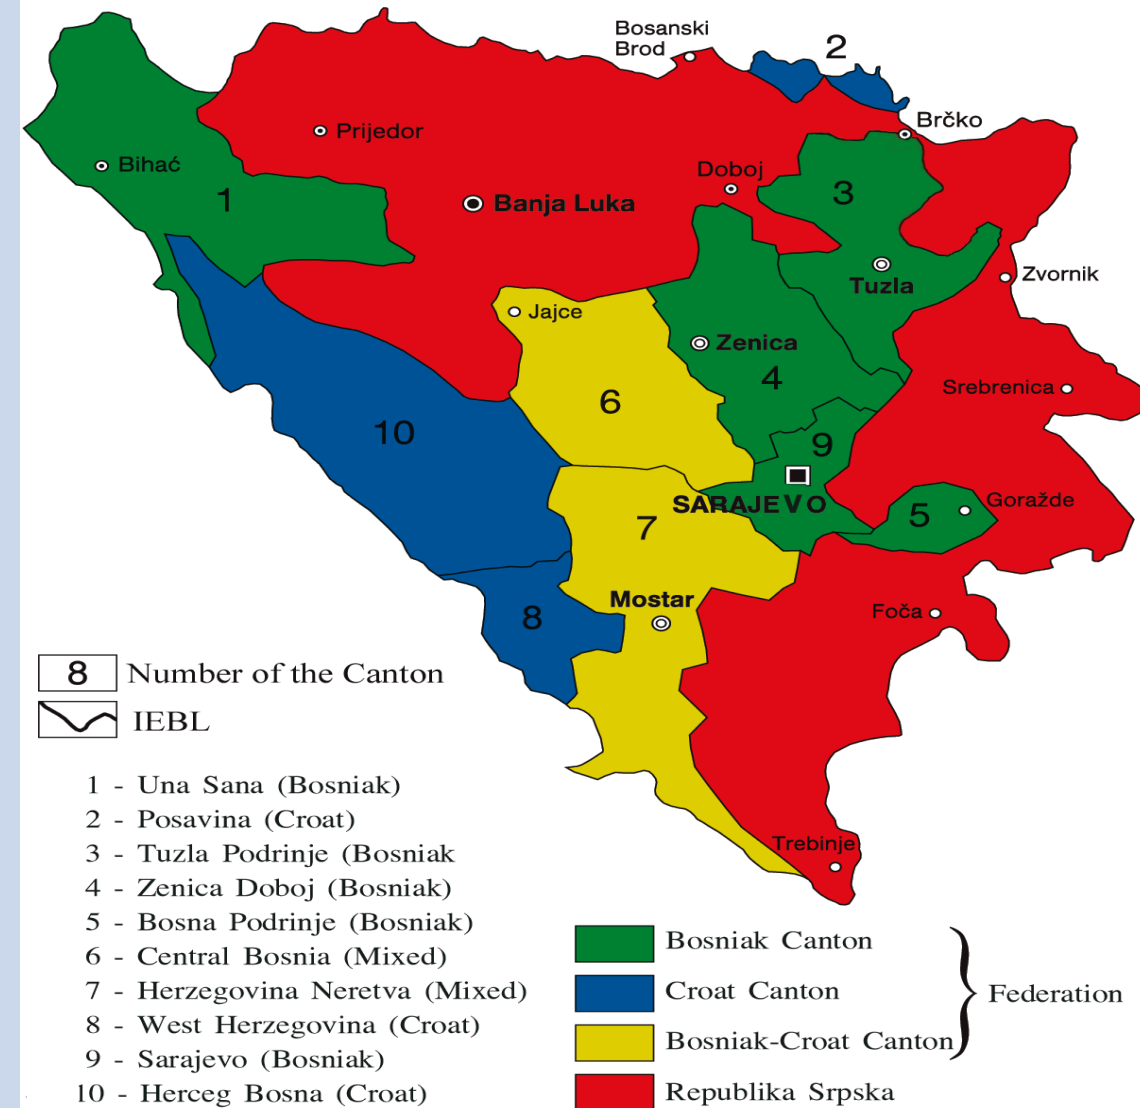 Bosanski
Brod
2
Brčko
Prijedor
Bihać
Doboj
1
3
Banja Luka
Zvornik
Tuzla
Jajce
Zenica
4
Srebrenica
6
10
9
Goražde
SARAJEVO
5
7
Mostar
Foča
8
Trebinje
8 Number of the Canton
IEBL
1 - Una Sana (Bosniak)
2 - Posavina (Croat)
3 - Tuzla Podrinje (Bosniak
4 - Zenica Doboj (Bosniak)
5 - Bosna Podrinje (Bosniak)
6 - Central Bosnia (Mixed)
7 - Herzegovina Neretva (Mixed)
8 - West Herzegovina (Croat)
9 - Sarajevo (Bosniak)
10 - Herceg Bosna (Croat)
Bosniak Canton
Croat Canton
Bosniak-Croat Canton
Federation
Republika Srpska